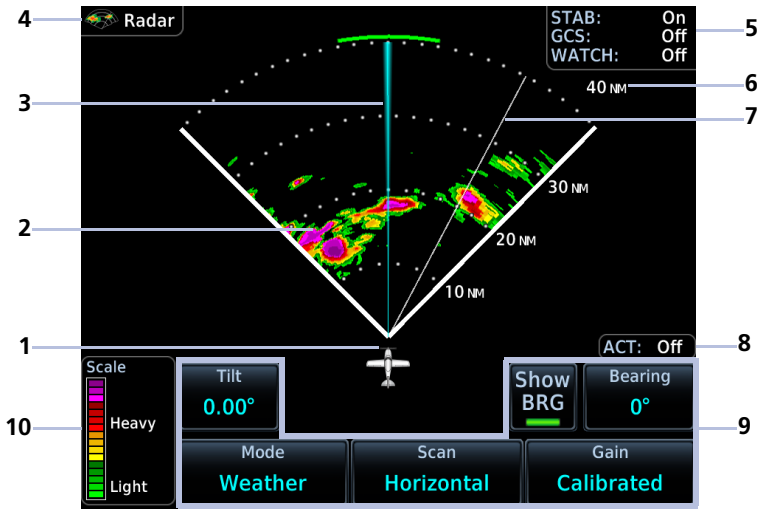 4
Radar
STAB: On
GCS: Off
WATCH: Off
5
40 NM
6
3
7
30 NM
2
20 NM
10 NM
1
ACT: Off
8
Scale
Heavy
Light
10
Tilt
0.00°
Show
BRG
Bearing
0°
9
Mode
Weather
Scan
Horizontal
Gain
Calibrated